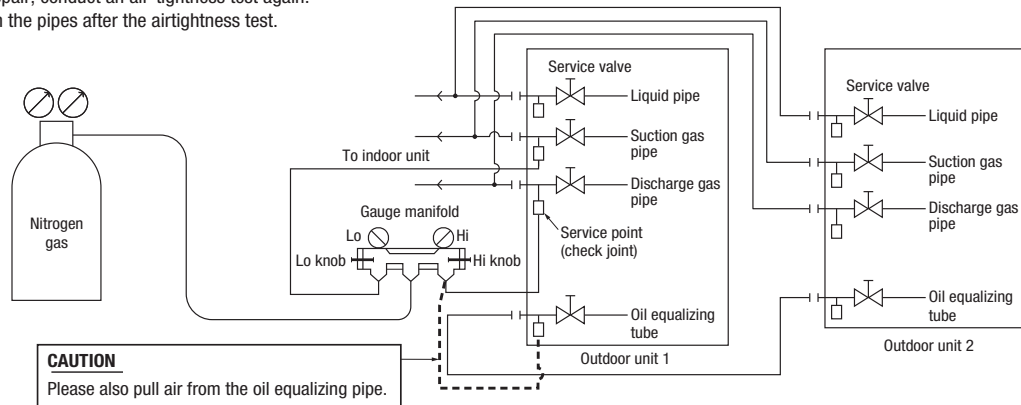 conduct an air-tightness test again.
the pipes after the airtightness test.
Service valve
Liquid pipe
Suction gas
pipe
To indoor unit
Discharge gas
pipe
Gauge manifold
Lo
Hi
Service point
(check joint)
Lo knob
Hi knob
Nitrogen
gas
Oil equalizing
tube
Outdoor unit 1
Service valve
Liquid pipe
Suction gas
pipe
Discharge gas
pipe
Oil equalizing
tube
Outdoor unit 2
CAUTION
Please also pull air from the oil equalizing pipe.